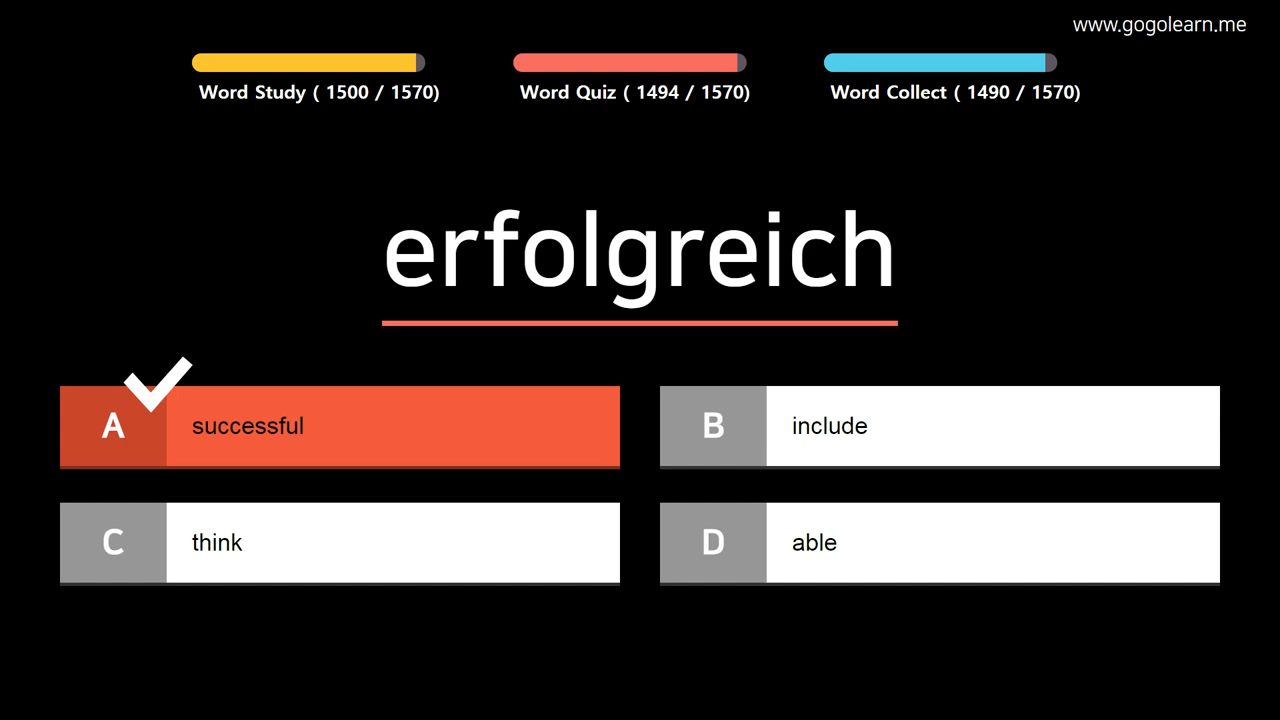 www.gogolearn.me
Word Study ( 1500 / 1570)
Word Quiz ( 1494 / 1570)
Word Collect ( 1490 / 1570)
erfolgreich
A successful
B include
C think
D able